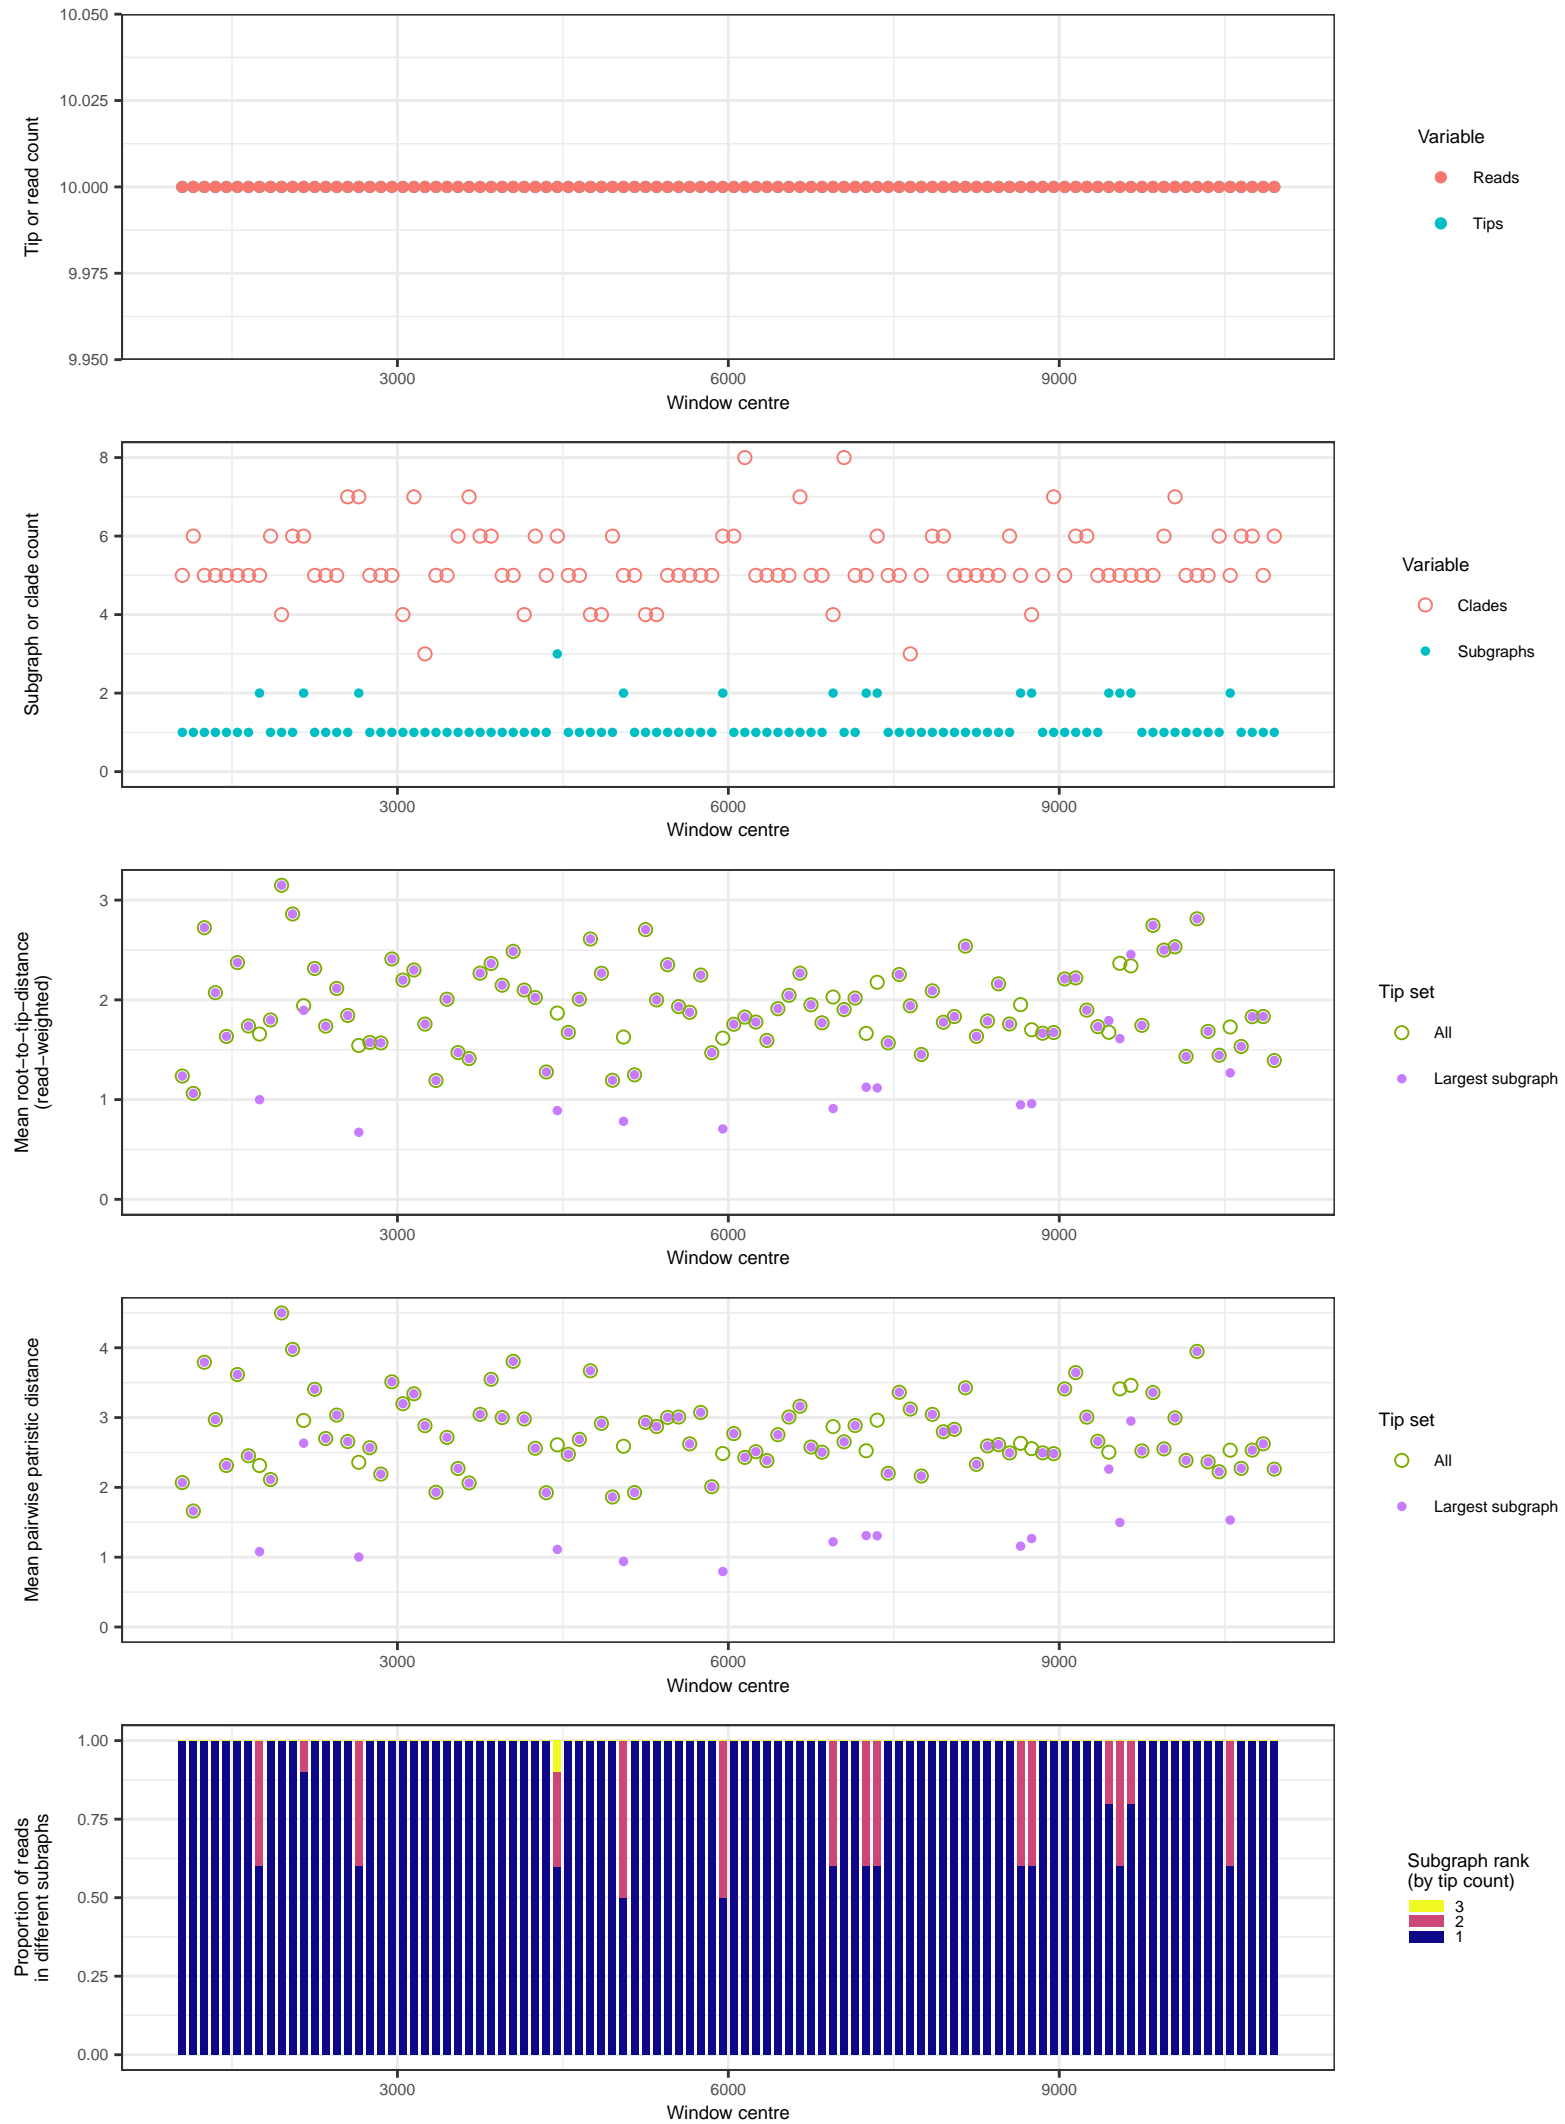 10.050
10.025
10.000
9.975
9.950
Tip or read count
3000 6000 9000
Window centre
Variable
Reads
Tips
8
6
4
2
0
Subgraph or clade count
3000 6000 9000
Window centre
Variable
Clades
Subgraphs
3
2
1
0
Mean root−to−tip−distance
(read−weighted)
3000 6000 9000
Window centre
Tip set
All
Largest subgraph
4
3
2
1
0
Mean pairwise patristic distance
3000 6000 9000
Window centre
Tip set
All
Largest subgraph
1.00
0.75
0.50
0.25
0.00
Proportion of reads
in different subraphs
3000 6000 9000
Window centre
Subgraph rank
(by tip count)
3
2
1